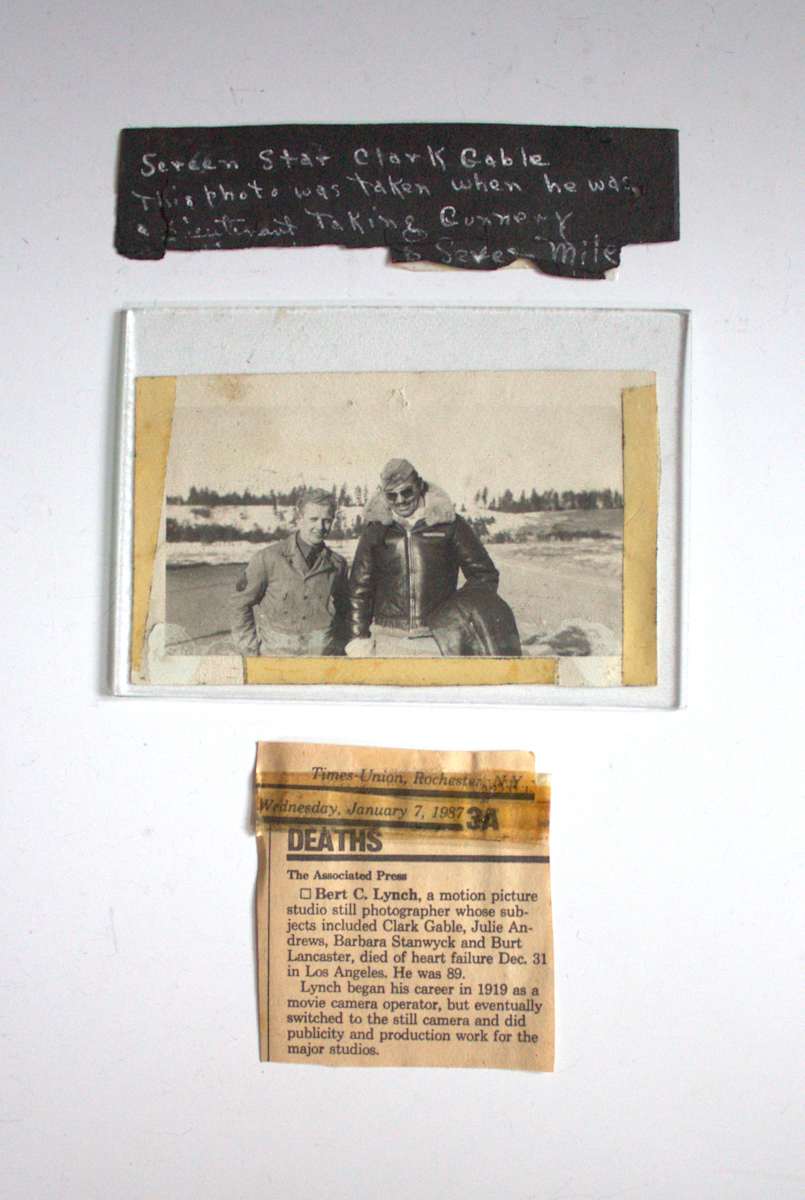 Screen Star Clark Gable
This photo was taken when he was
a Lieutenant Taking Gunnery
Mile
Times-Union, Rochester, N.Y.
Wednesday, January 7, 1987 3A
DEATHS
The Associated Press
☐ Bert C. Lynch, a motion picture
studio still photographer whose sub-
jects included Clark Gable, Julie An-
drews, Barbara Stanwyck and Burt
Lancaster, died of heart failure Dec. 31
in Los Angeles. He was 89.
Lynch began his career in 1919 as a
movie camera operator, but eventually
switched to the still camera and did
publicity and production work for the
major studios.